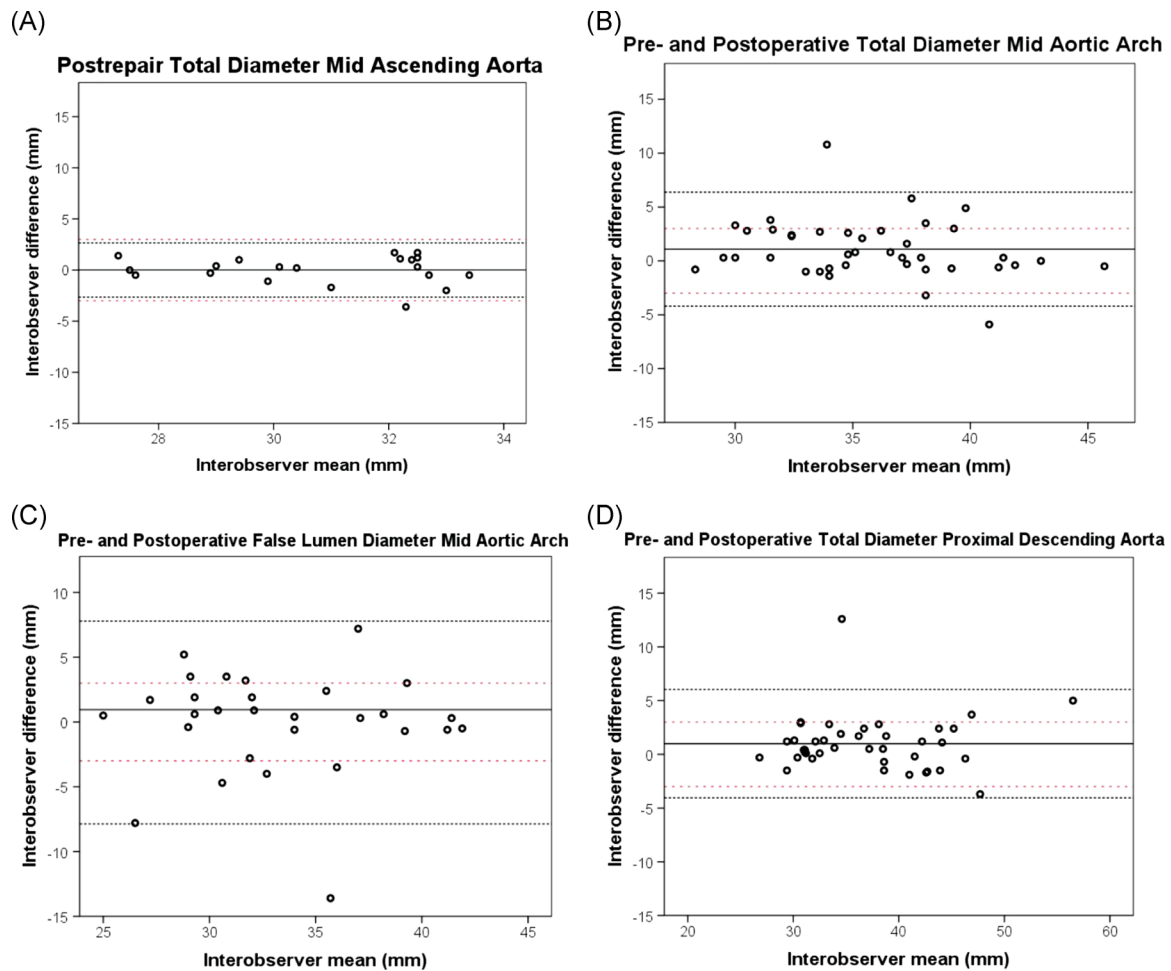 (A)
Postrepair Total Diameter Mid Ascending Aorta
Interobserver difference (mm)
15
10
5
0
-5
-10
-15
28 30 32 34
Interobserver mean (mm)
(B)
Pre- and Postoperative Total Diameter Mid Aortic Arch
Interobserver difference (mm)
15
10
5
0
-5
-10
-15
30 35 40 45
Interobserver mean (mm)
(C)
Pre- and Postoperative False Lumen Diameter Mid Aortic Arch
Interobserver difference (mm)
10
5
0
-5
-10
-15
25 30 35 40 45
Interobserver mean (mm)
(D)
Pre- and Postoperative Total Diameter Proximal Descending Aorta
Interobserver difference (mm)
15
10
5
0
-5
-10
-15
20 30 40 50 60
Interobserver mean (mm)